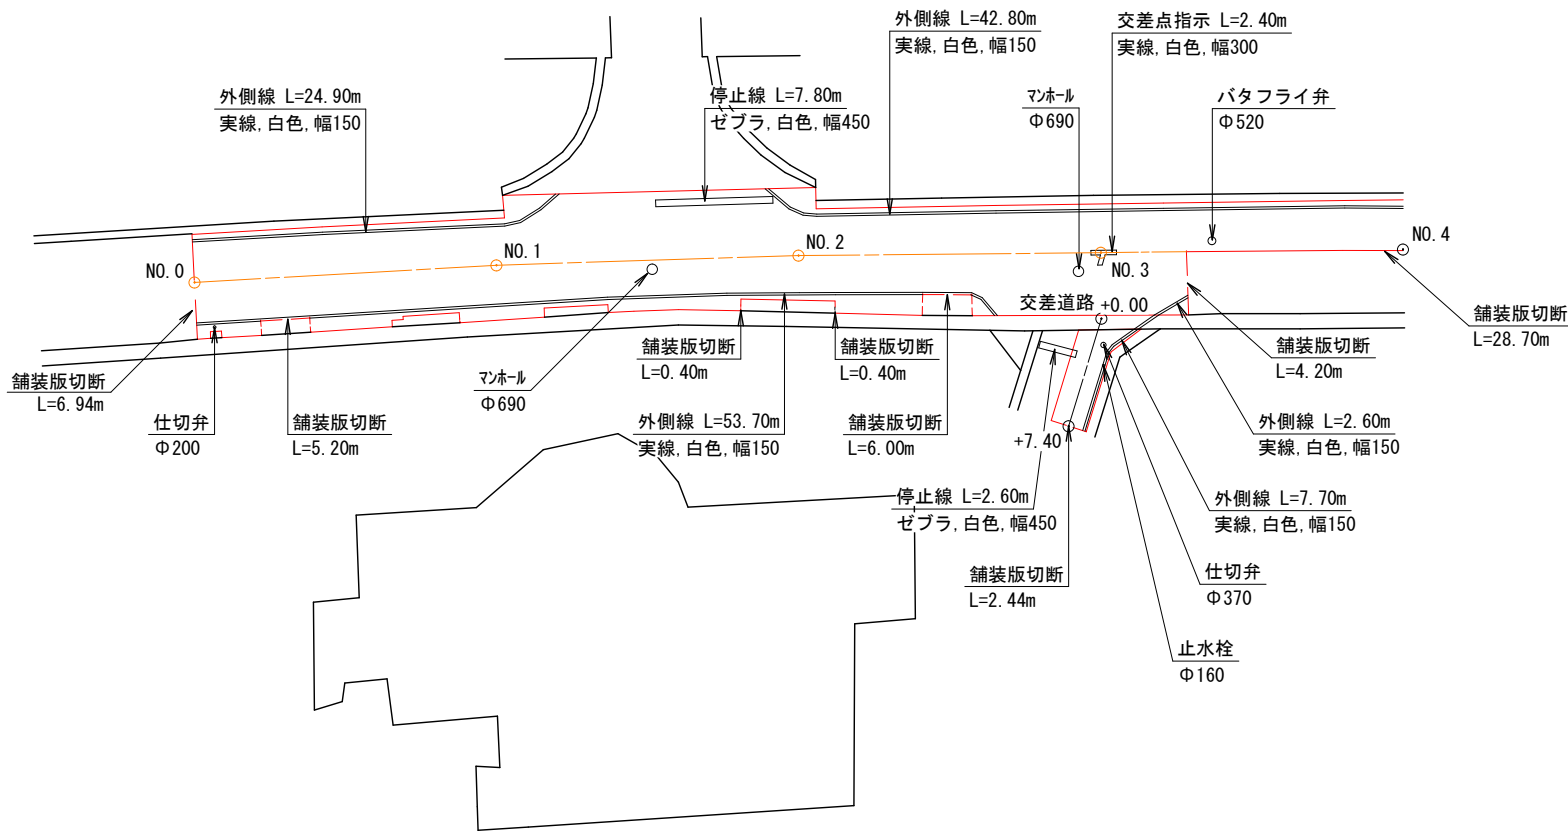 外側線 L=42.80m
実線,白色,幅150
交差点指示 L=2.40m
実線,白色,幅300
外側線 L=24.90m
実線,白色,幅150
停止線 L=7.80m
ゼブラ,白色,幅450
マンホール
Φ690
バタフライ弁
Φ520
NO.0
NO.1
NO.2
NO.3
NO.4
交差道路 +0.00
舗装版切断
L=28.70m
舗装版切断
L=4.20m
舗装版切断
L=0.40m
舗装版切断
L=0.40m
マンホール
Φ690
舗装版切断
L=6.94m
仕切弁
Φ200
舗装版切断
L=5.20m
外側線 L=53.70m
実線,白色,幅150
舗装版切断
L=6.00m
+7.40
外側線 L=2.60m
実線,白色,幅150
停止線 L=2.60m
ゼブラ,白色,幅450
外側線 L=7.70m
実線,白色,幅150
舗装版切断
L=2.44m
仕切弁
Φ370
止水栓
Φ160